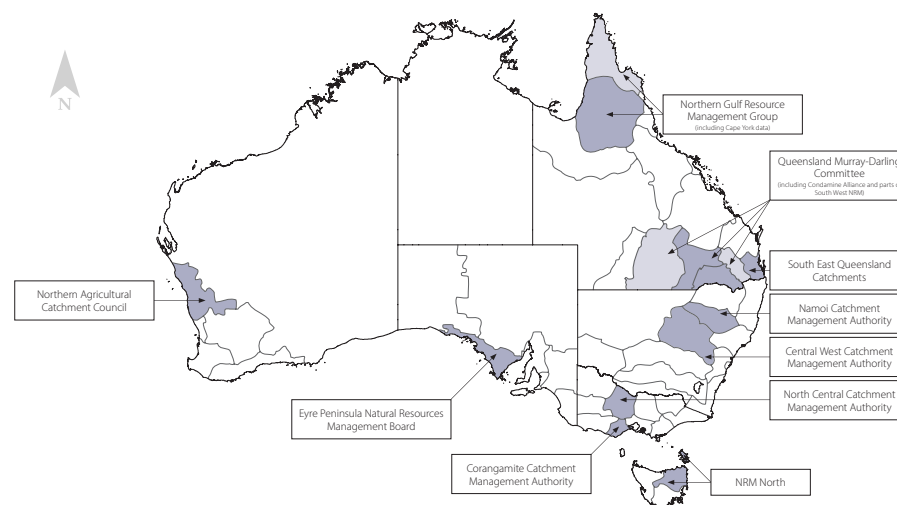 N
Northern Gulf Resource
Management Group
(including Cape York data)
Queensland Murray-Darling
Committee
(including Condamine Alliance and parts
South West NRM)
South East Queensland
Catchments
Northern Agricultural
Catchment Council
Namoi Catchment
Management Authority
Central West Catchment
Management Authority
North Central Catchment
Management Authority
Eyre Peninsula Natural Resources
Management Board
Corangamite Catchment
Management Authority
NRM North